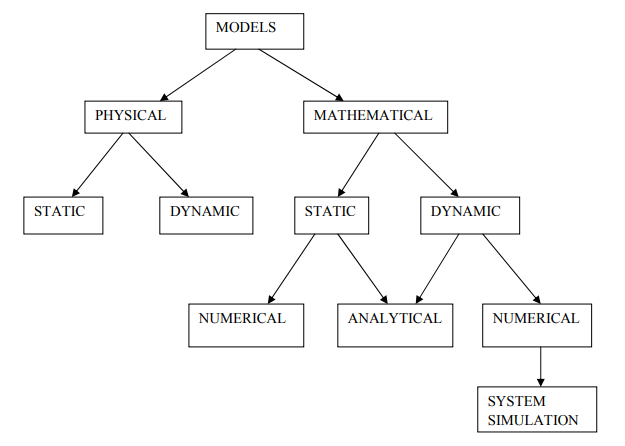 MODELS
PHYSICAL
MATHEMATICAL
STATIC
DYNAMIC
STATIC
DYNAMIC
NUMERICAL
ANALYTICAL
NUMERICAL
SYSTEM
SIMULATION